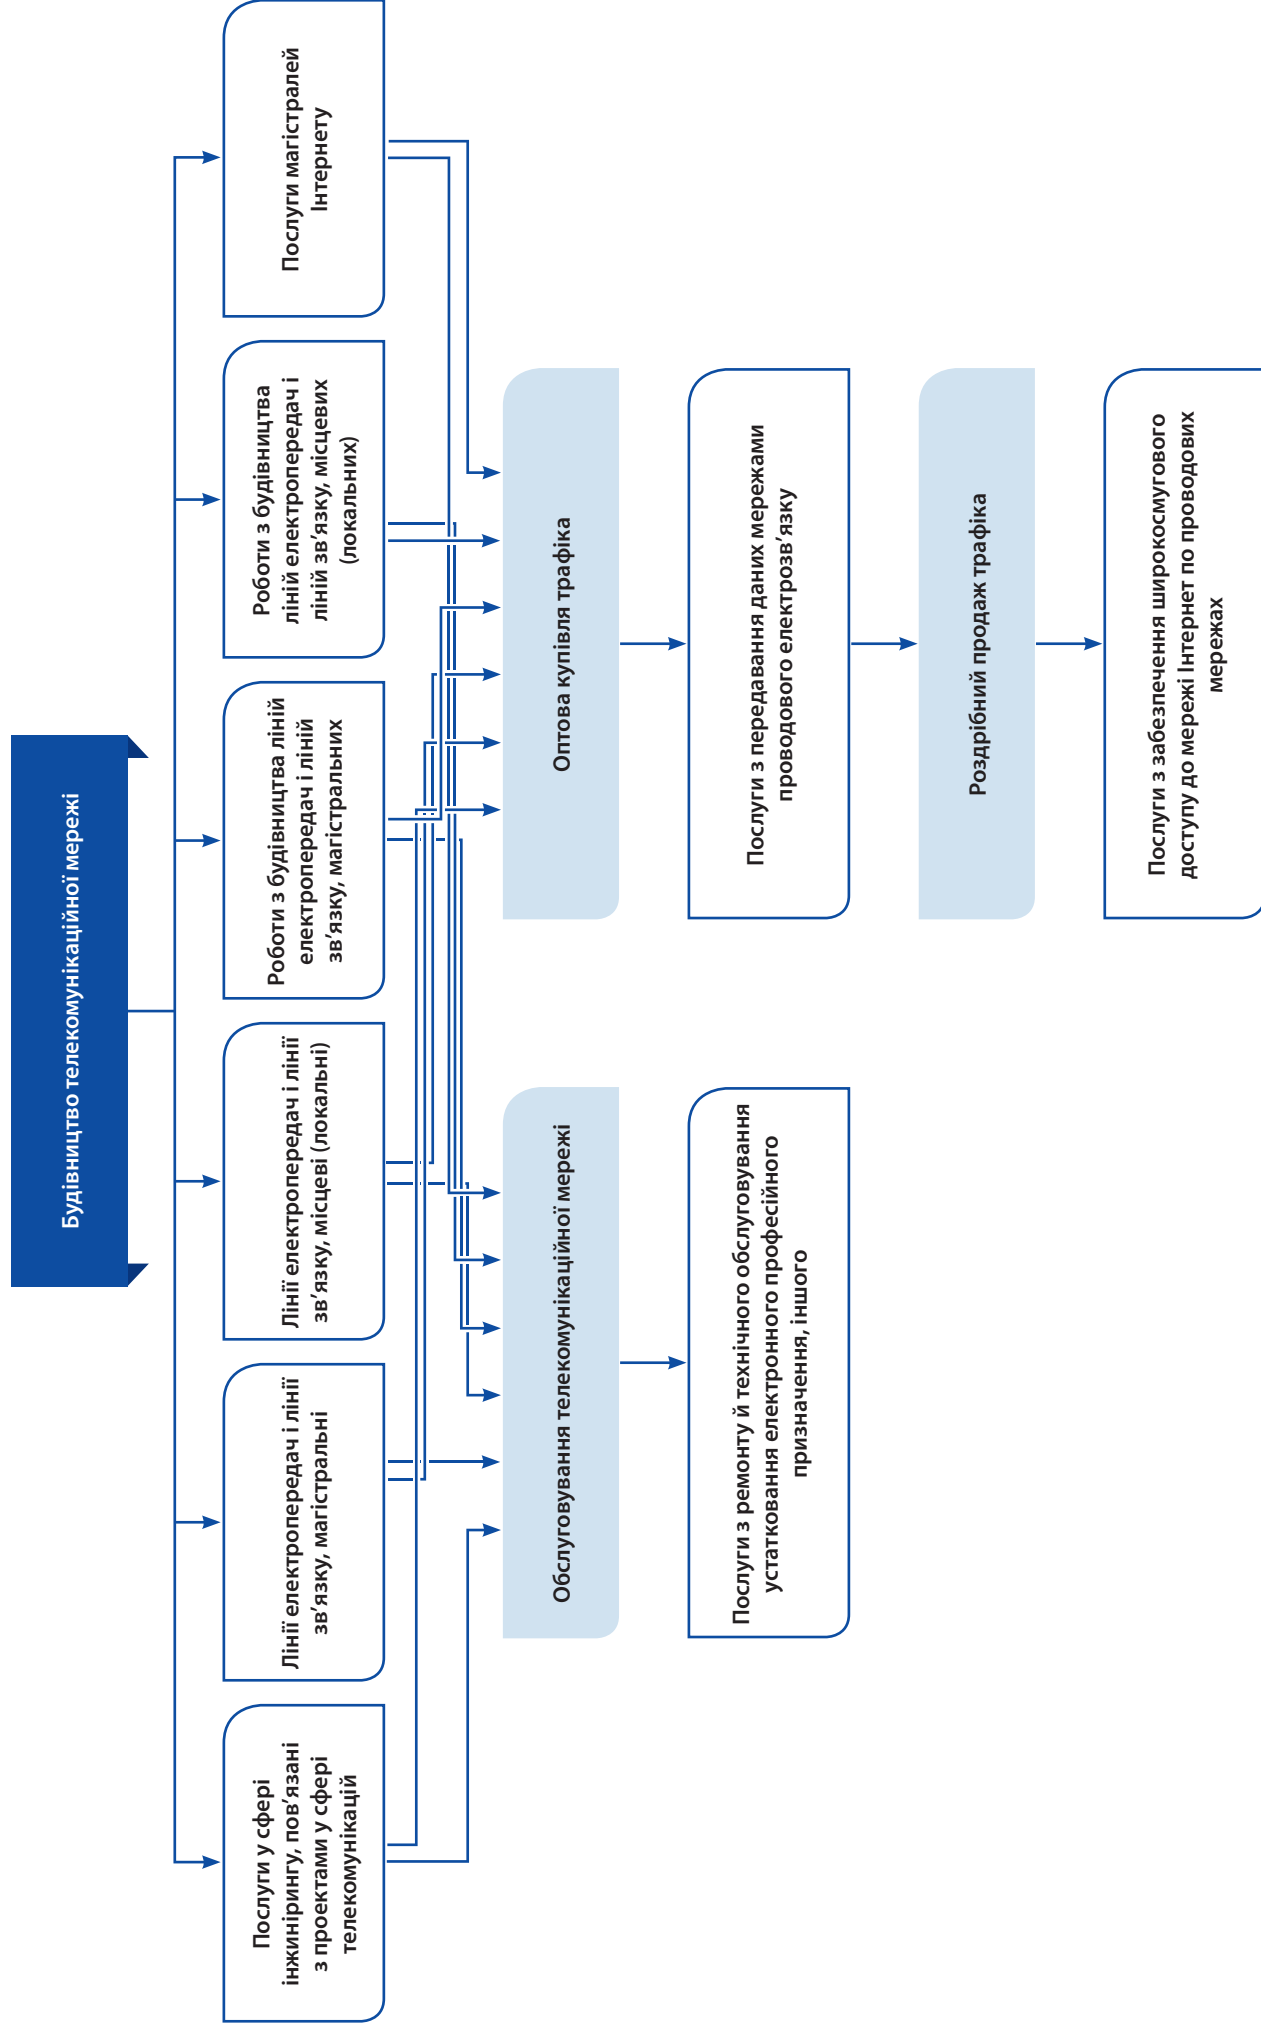 Будівництво телекомунікаційної мережі
Послуги у сфері
інжинірингу, пов'язані
з проектами у сфері
телекомунікацій
Лінії електропередач і лінії
зв'язку, магістральні
Лінії електропередач і лінії
зв'язку, місцеві (локальні)
Роботи з будівництва ліній
електропередач і ліній
зв'язку, магістральних
Роботи з будівництва
ліній електропередач і
ліній зв'язку, місцевих
(локальних)
Послуги магістралей
Інтернету
Обслуговування телекомунікаційної мережі
Оптова купівля трафіка
Послуги з ремонту й технічного обслуговування
устатковання електронного професійного
призначення, іншого
Послуги з передавання даних мережами
проводового електрозв'язку
Роздрібний продаж трафіка
Послуги з забезпечення широкосмугового
доступу до мережі Інтернет по проводових
мережах